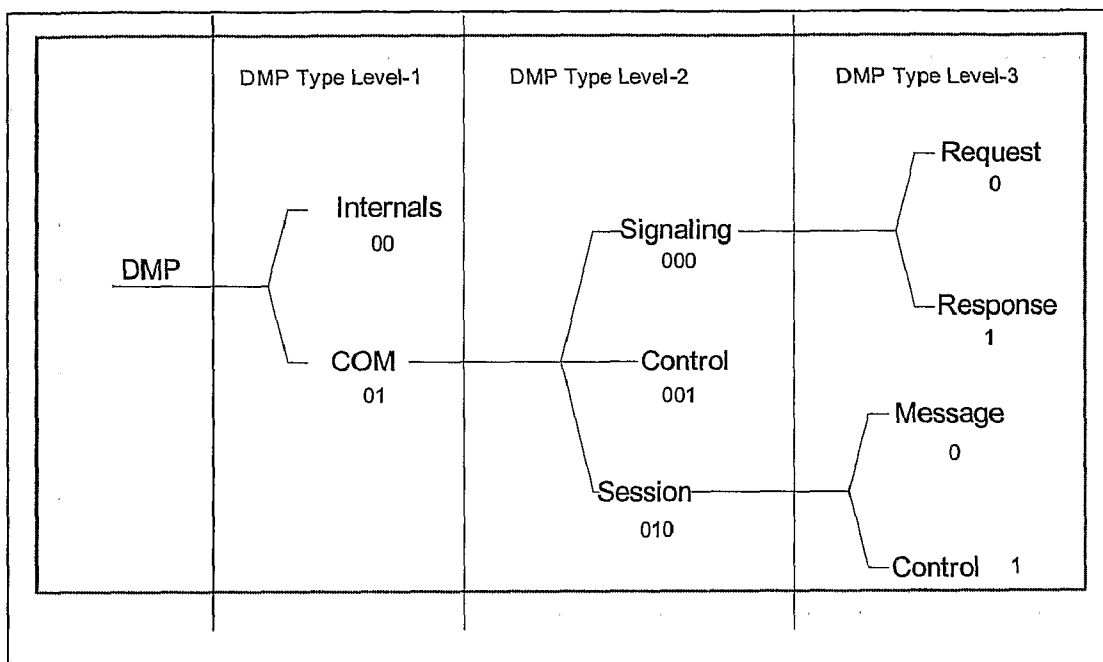 DMP Type Level-1
DMP Type Level-2
DMP Type Level-3
DMP
Internals
00
COM
01
Signaling
000
Control
001
Session
010
Request
0
Response
1
Message
0
Control 1